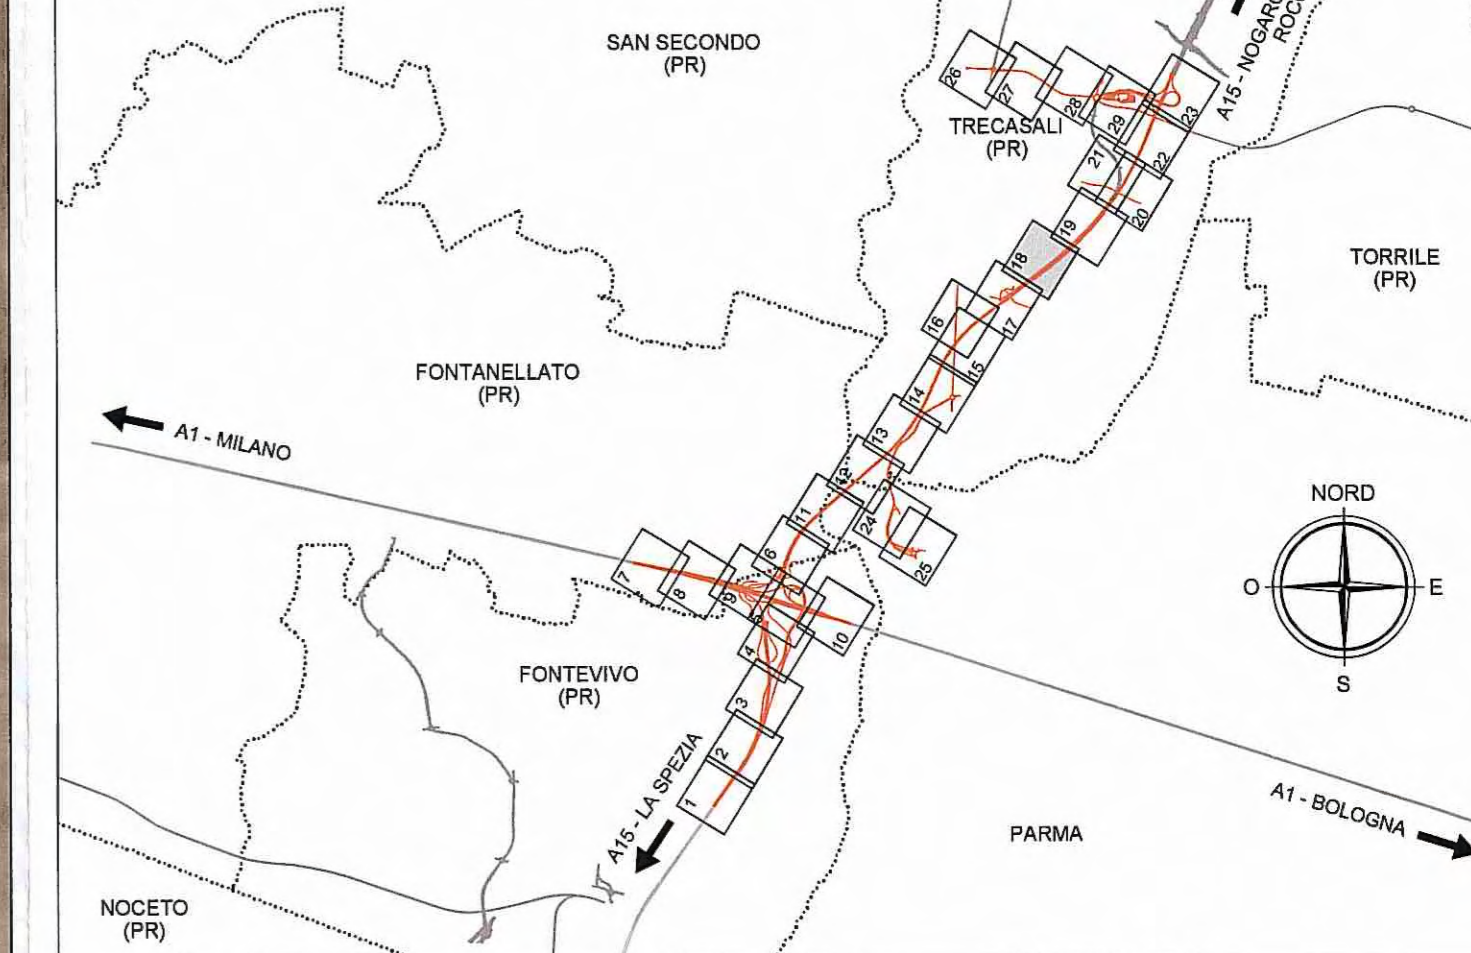 SAN SECONDO
(PR)
A15 - NOGAR
ROC
26
27
28
29
23
TRECASALI
(PR)
21
22
20
19
18
TORRILE
(PR)
17
16
15
14
FONTANELLATO
(PR)
13
A1 - MILANO
12
11
24
25
NORD
O
E
S
6
7
8
9
5
10
4
FONTEVIVO
(PR)
3
2
1
A15 - LA SPEZIA
A1 - BOLOGNA
PARMA
NOCETO
(PR)